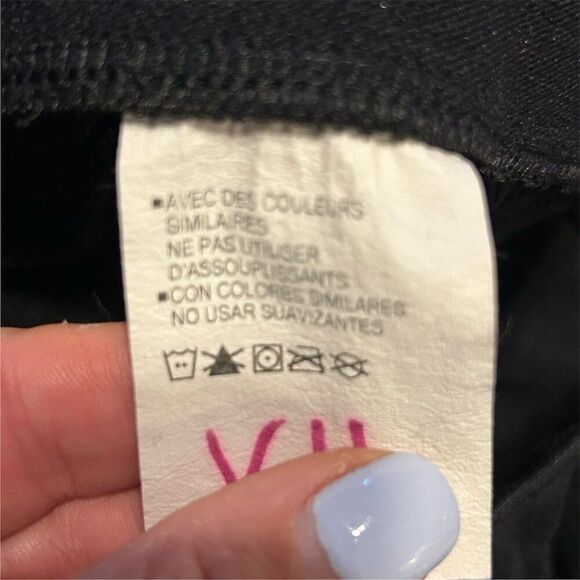 ▪AVEC DES COULEURS
SIMILAIRES
NE PAS UTILISER
D'ASSOUPLISSANTS
▪CON COLORES SIMILARES
NO USAR SUAVIZANTES